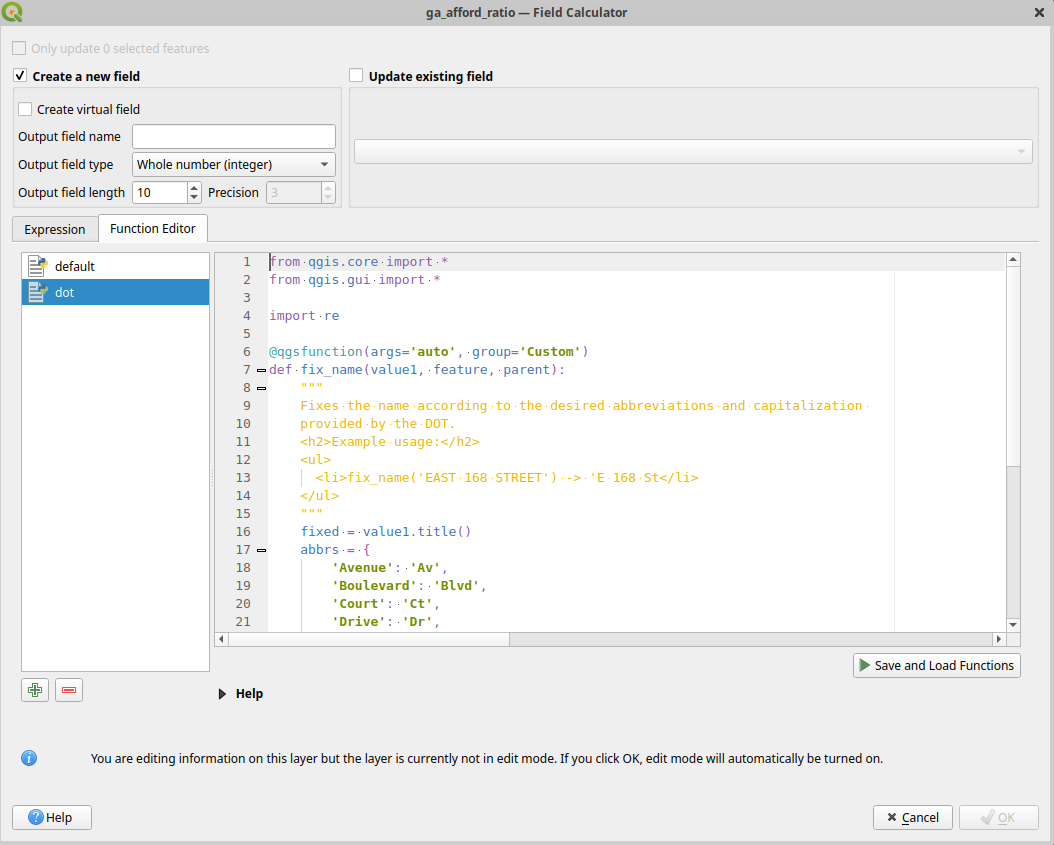 ga_afford_ratio — Field Calculator
Only update 0 selected features
Create a new field
Update existing field
Create virtual field
Output field name
Output field type Whole number (integer)
Output field length 10 Precision 3
Expression Function Editor
default
dot
1 from·qgis.core·import·*
2 from·qgis.gui·import·*
3
4 import·re
5
6 @qgsfunction(args='auto',·group='Custom')
7 def·fix_name(value1,·feature,·parent):
8 """
9 Fixes·the·name·according·to·the·desired·abbreviations·and·capitalization·
10 provided·by·the·DOT.
11 <h2>Example·usage:</h2>
12 <ul>
13 <li>fix_name('EAST·168·STREET')·->·'E·168·St</li>
14 </ul>
15 """
16 fixed·=·value1.title()
17 abbrs·=·{
18 'Avenue':·'Av',
19 'Boulevard':·'Blvd',
20 'Court':·'Ct',
21 'Drive':·'Dr',
Save and Load Functions
Help
You are editing information on this layer but the layer is currently not in edit mode. If you click OK, edit mode will automatically be turned on.
Help
Cancel
OK